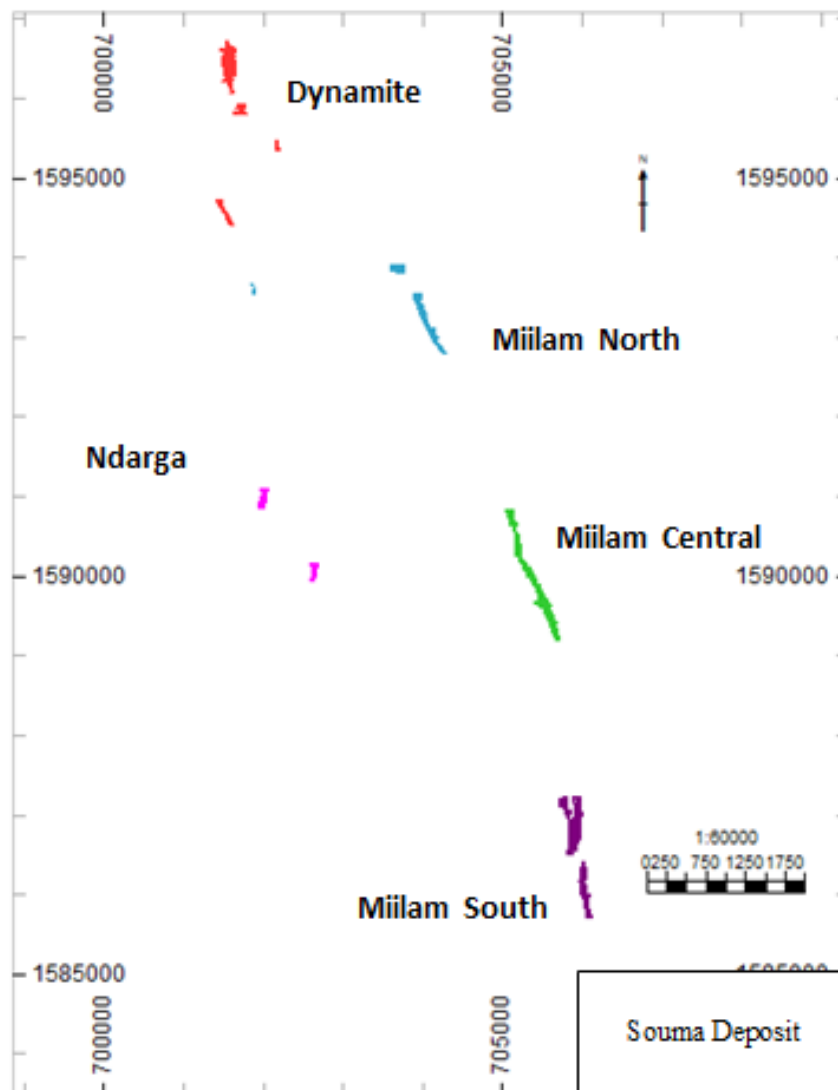 700000
705000
Dynamite
1595000
N
1595000
Miilam North
Ndarga
Miilam Central
1590000
1590000
1:60000
0250 750 1250 1750
Miilam South
1585000
700000
705000
Souma Deposit